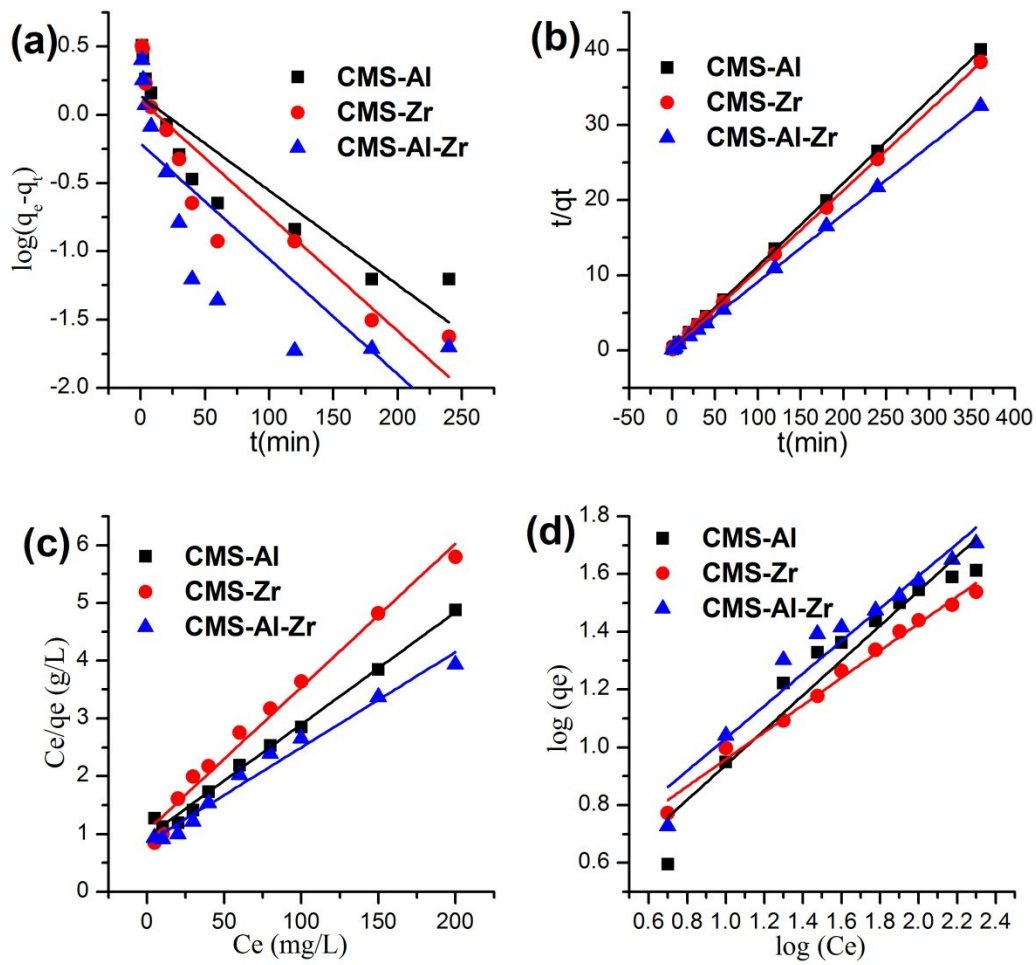 (a)
0.5
0.0
-0.5
-1.0
-1.5
-2.0
log(qe-qt)
CMS-Al
CMS-Zr
CMS-Al-Zr
0 50 100 150 200 250
t(min)
(b)
40
30
20
10
0
t/qt
CMS-Al
CMS-Zr
CMS-Al-Zr
-50 0 50 100 150 200 250 300 350 400
t(min)
(c)
6
5
4
3
2
1
0
Ce/qe (g/L)
CMS-Al
CMS-Zr
CMS-Al-Zr
0 50 100 150 200
Ce (mg/L)
(d)
1.8
1.6
1.4
1.2
1.0
0.8
0.6
log (qe)
CMS-Al
CMS-Zr
CMS-Al-Zr
0.6 0.8 1.0 1.2 1.4 1.6 1.8 2.0 2.2 2.4
log (Ce)